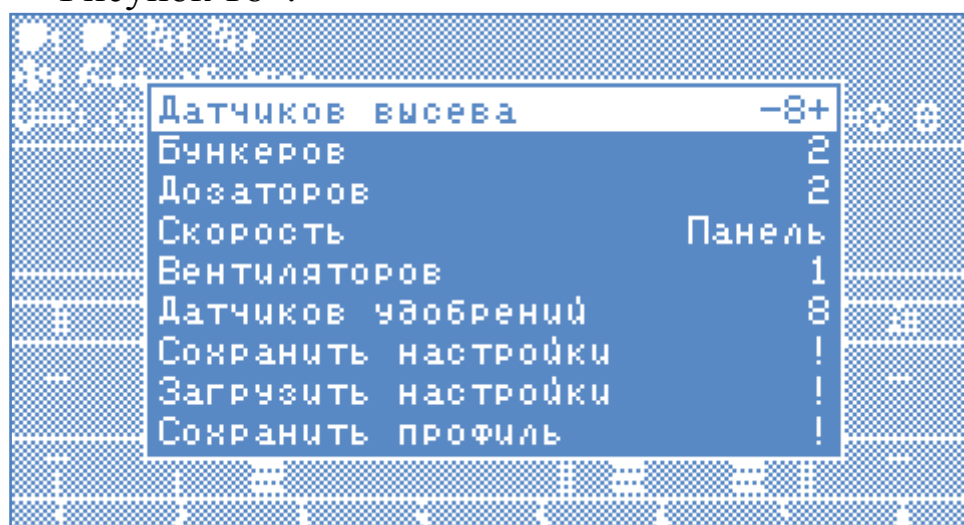 Датчиков высева -8+
Бункеров 2
Дозаторов 2
Скорость Панель
Вентиляторов 1
Датчиков удобрений 8
Сохранить настройки !
Загрузить настройки !
Сохранить профиль !